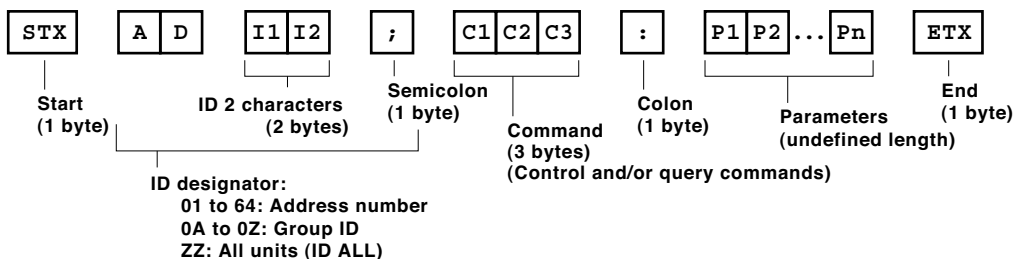 STX A D I1 I2 ; C1 C2 C3 : P1 P2 ... Pn ETX
Start
(1 byte)
ID 2 characters
(2 bytes)
Semicolon
(1 byte)
Command
(3 bytes)
(Control and/or query commands)
Colon
(1 byte)
Parameters
(undefined length)
End
(1 byte)
ID designator:
01 to 64: Address number
0A to 0Z: Group ID
ZZ: All units (ID ALL)